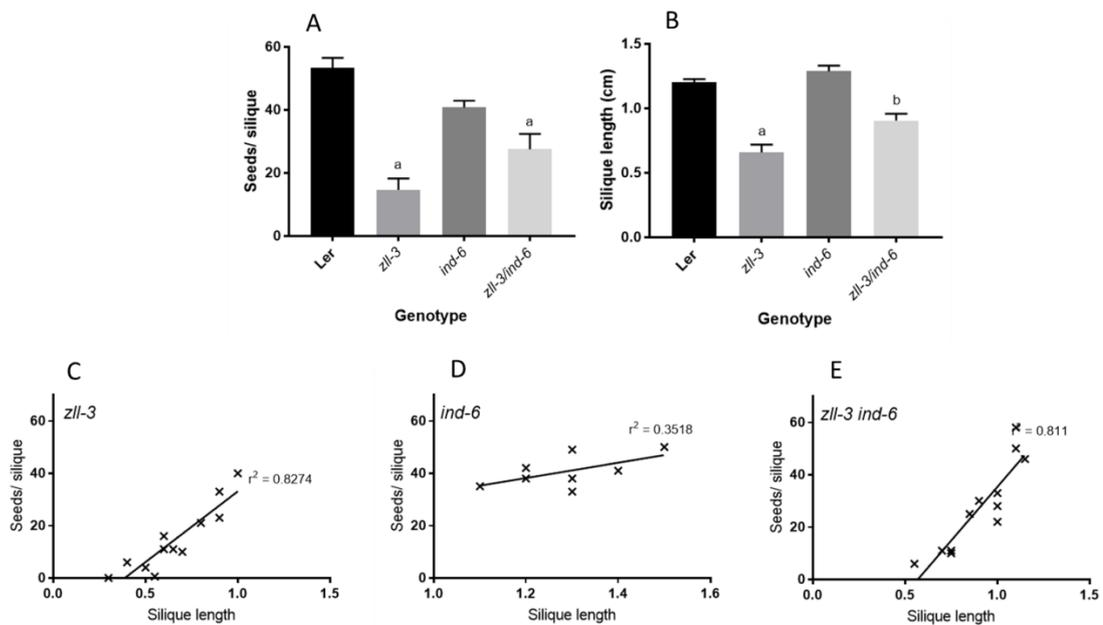 A
60
40
20
0
Seeds/ silique
a
a
Ler
zll-3
ind-6
zll-3/ind-6
Genotype
B
1.5
1.0
0.5
0.0
Silique length (cm)
a
b
Ler
zll-3
ind-6
zll-3/ind-6
Genotype
C
zll-3
60
40
20
0
Seeds/ silique
r² = 0.8274
0.0 0.5 1.0 1.5
Silique length
D
ind-6
60
40
20
0
Seeds/ silique
r² = 0.3518
1.0 1.2 1.4 1.6
Silique length
E
zll-3 ind-6
60
40
20
0
Seeds/ silique
r² = 0.811
0.0 0.5 1.0 1.5
Silique length